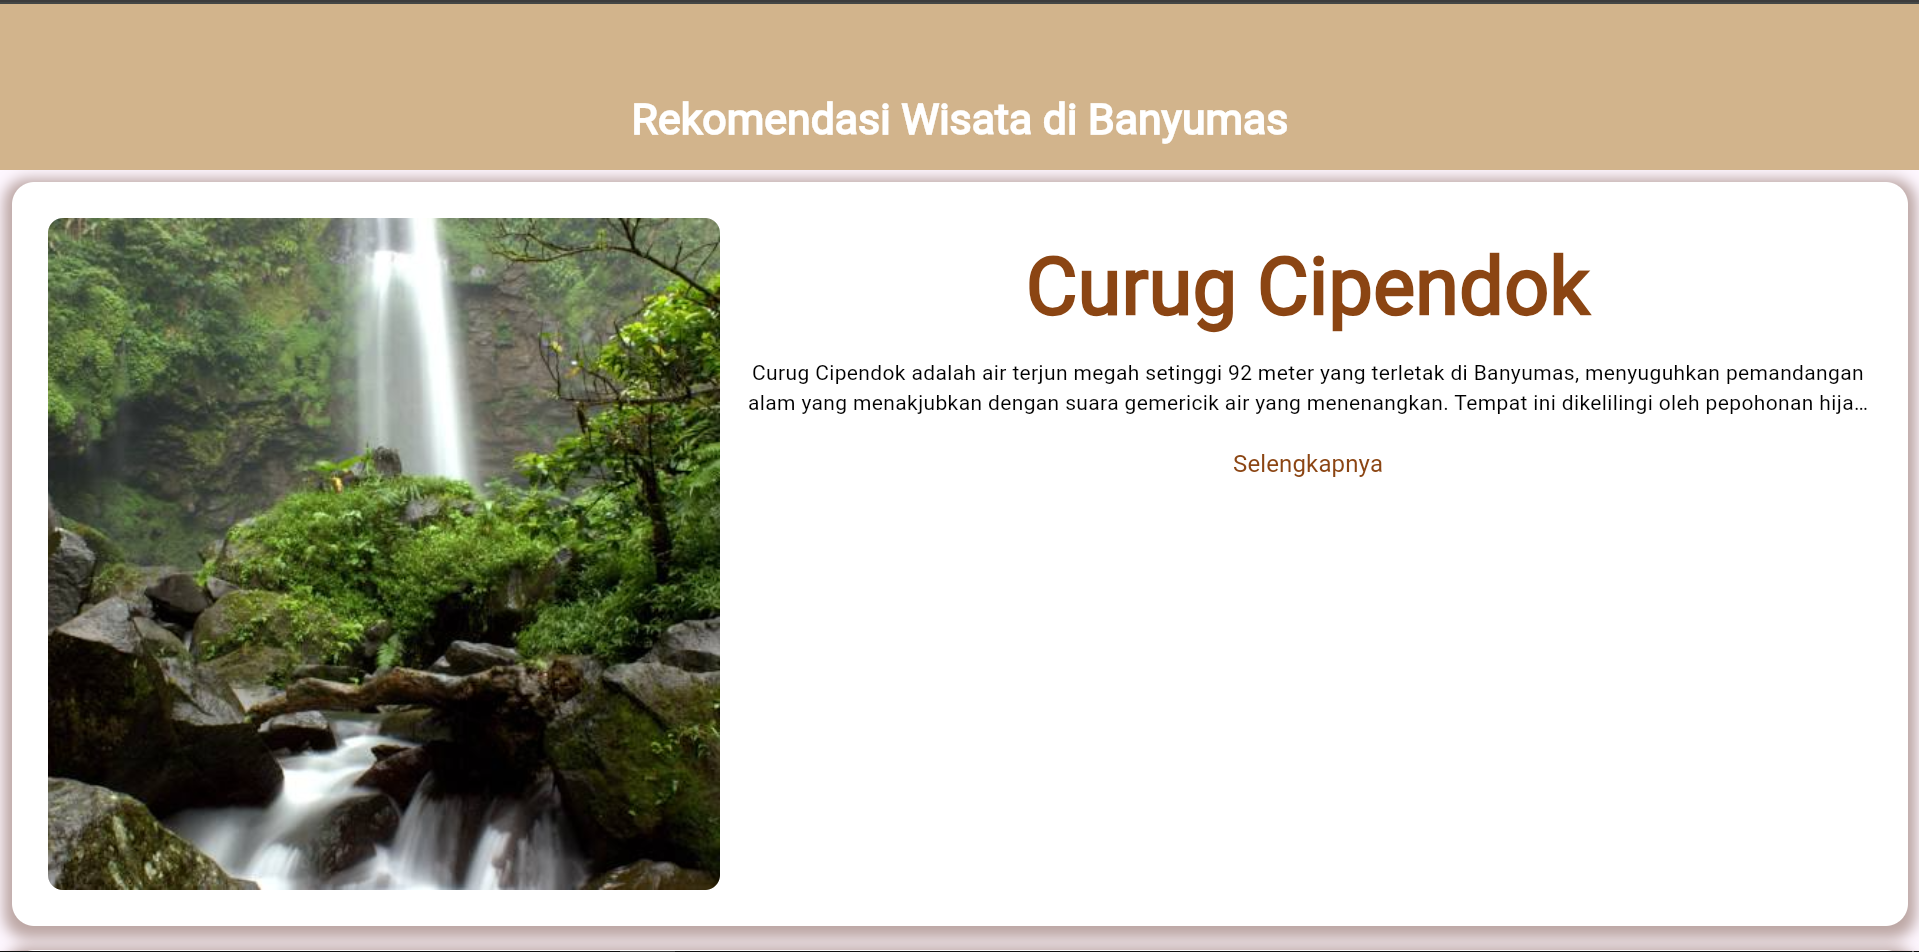 Rekomendasi Wisata di Banyumas
Curug Cipendok
Curug Cipendok adalah air terjun megah setinggi 92 meter yang terletak di Banyumas, menyuguhkan pemandangan
alam yang menakjubkan dengan suara gemericik air yang menenangkan. Tempat ini dikelilingi oleh pepohonan hija…
Selengkapnya